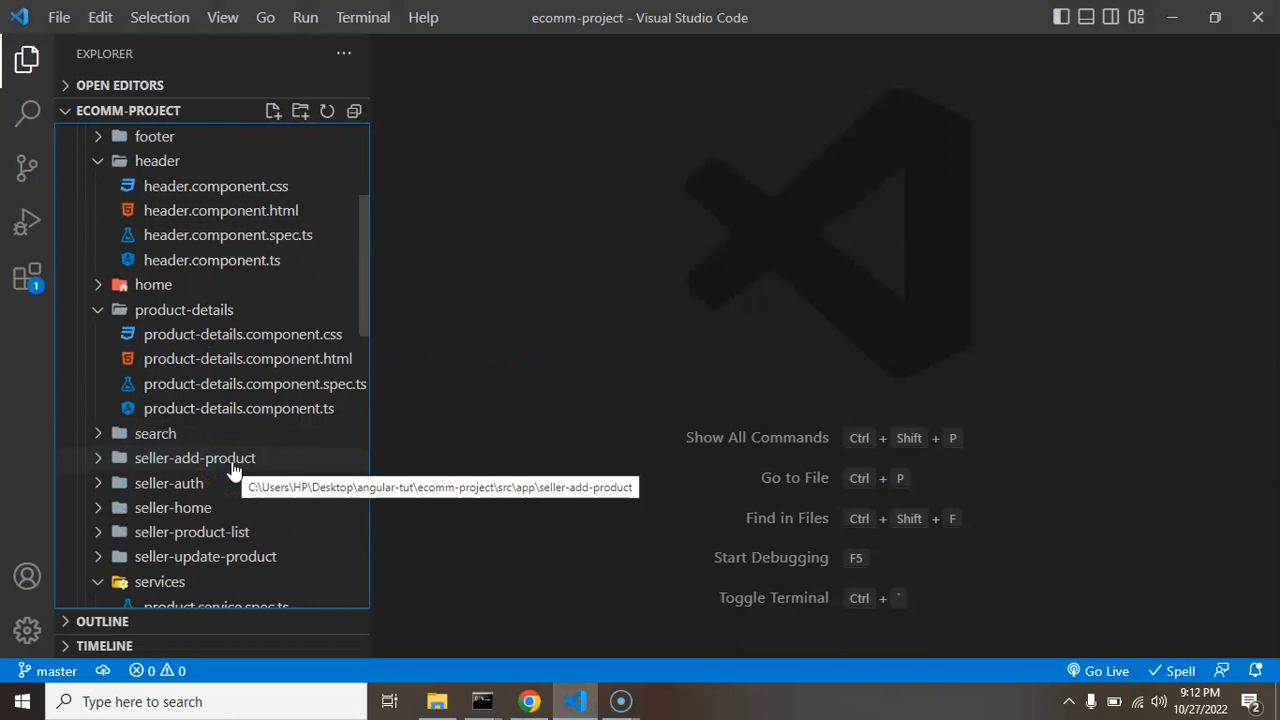 File Edit Selection View Go Run Terminal Help
ecomm-project - Visual Studio Code
EXPLORER
OPEN EDITORS
ECOMM-PROJECT
footer
header
header.component.css
header.component.html
header.component.spec.ts
header.component.ts
home
product-details
product-details.component.css
product-details.component.html
product-details.component.spec.ts
product-details.component.ts
search
seller-add-product
C:\Users\HP\Desktop\angular-tut\ecomm-project\src\app\seller-add-product
seller-auth
seller-home
seller-product-list
seller-update-product
services
product.service.spec.ts
OUTLINE
TIMELINE
Show All Commands Ctrl + Shift + P
Go to File Ctrl + P
Find in Files Ctrl + Shift + F
Start Debugging F5
Toggle Terminal Ctrl + `
1
master 0 0 Go Live Spell
Type here to search
9:12 PM
10/27/2022
2